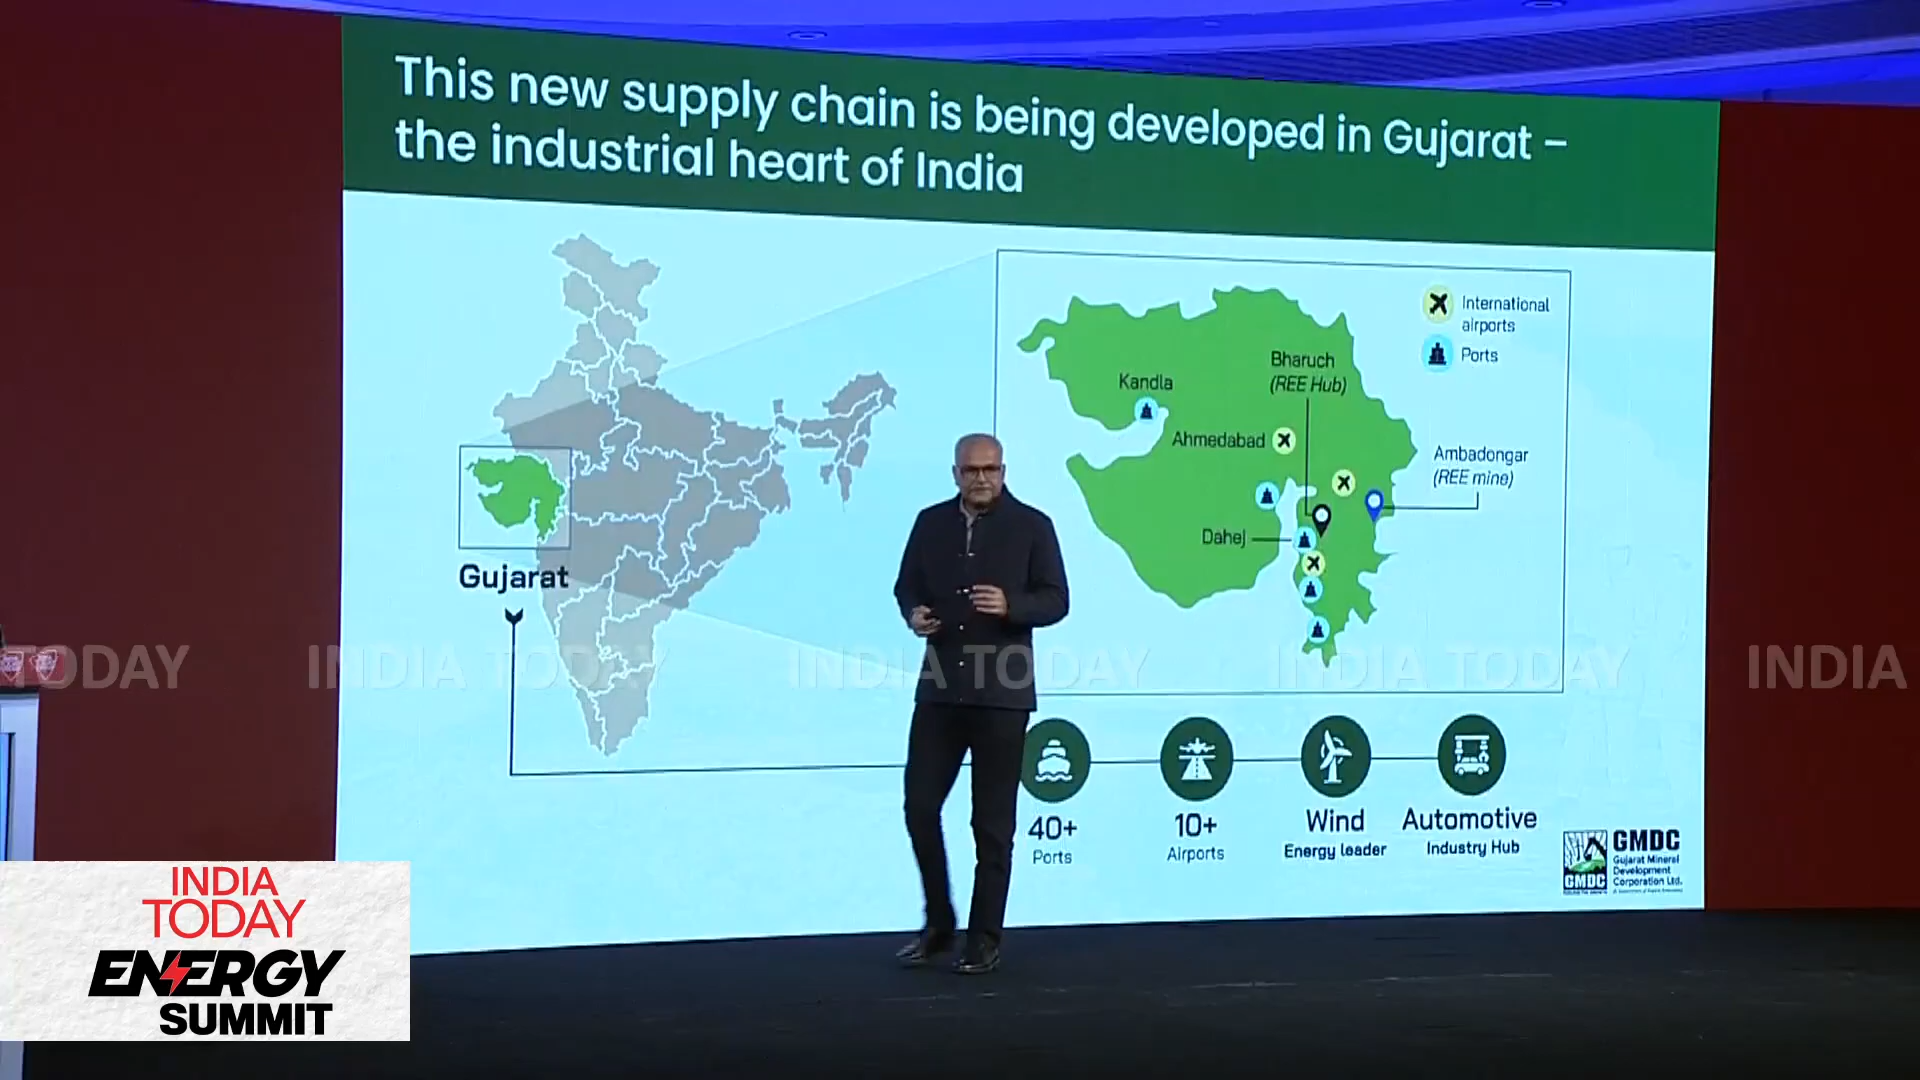 This new supply chain is being developed in Gujarat –
the industrial heart of India
International
airports
Ports
Bharuch
(REE Hub)
Kandla
Ahmedabad
Ambadongar
(REE mine)
Dahej
Gujarat
TODAY
INDIA TODAY
INDIA TODAY
INDIA TODAY
INDIA
40+
Ports
10+
Airports
Wind
Energy leader
Automotive
Industry Hub
GMDC
Gujarat Mineral
Development
Corporation Ltd.
GMDC
INDIA
TODAY
ENERGY
SUMMIT